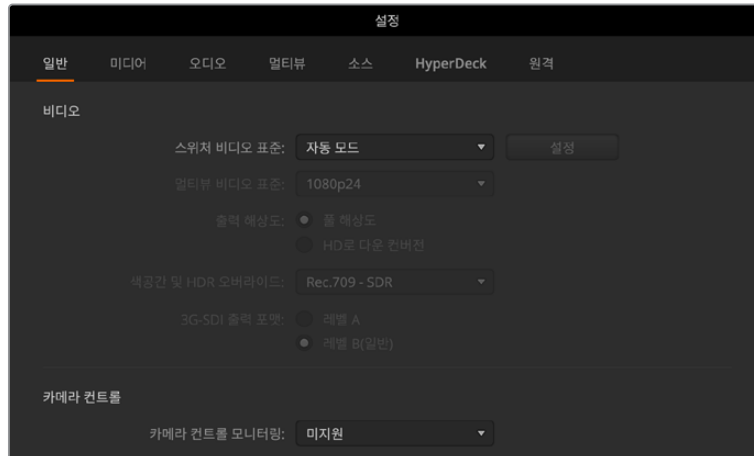 설정
일반 미디어 오디오 멀티뷰 소스 HyperDeck 원격
비디오
스위처 비디오 표준: 자동 모드 설정
멀티뷰 비디오 표준: 1080p24
출력 해상도: 풀 해상도
HD로 다운 컨버전
색공간 및 HDR 오버라이드: Rec.709 - SDR
3G-SDI 출력 포맷: 레벨 A
레벨 B(일반)
카메라 컨트롤
카메라 컨트롤 모니터링: 미지원